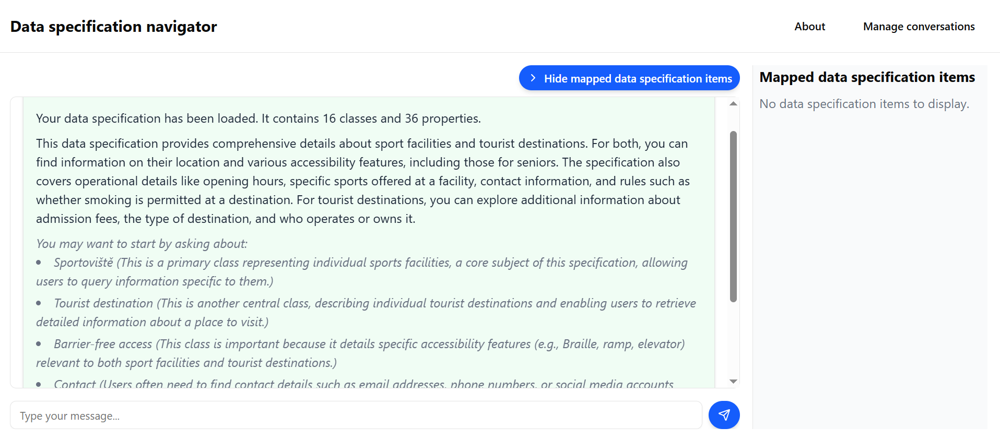 Data specification navigator
About
Manage conversations
Hide mapped data specification items
Your data specification has been loaded. It contains 16 classes and 36 properties.
This data specification provides comprehensive details about sport facilities and tourist destinations. For both, you can
find information on their location and various accessibility features, including those for seniors. The specification also
covers operational details like opening hours, specific sports offered at a facility, contact information, and rules such as
whether smoking is permitted at a destination. For tourist destinations, you can explore additional information about
admission fees, the type of destination, and who operates or owns it.
You may want to start by asking about:
• Sportoviště (This is a primary class representing individual sports facilities, a core subject of this specification, allowing
users to query information specific to them.)
• Tourist destination (This is another central class, describing individual tourist destinations and enabling users to retrieve
detailed information about a place to visit.)
• Barrier-free access (This class is important because it details specific accessibility features (e.g., Braille, ramp, elevator)
relevant to both sport facilities and tourist destinations.)
• Contact (Users often need to find contact details such as email addresses, phone numbers, or social media accounts
Type your message...
Mapped data specification items
No data specification items to display.